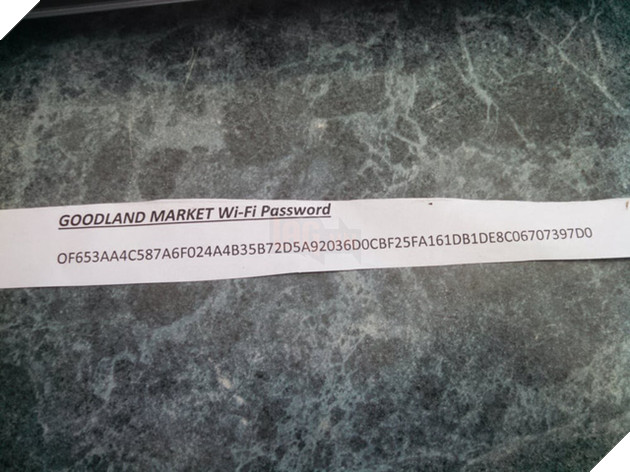 GOODLAND MARKET Wi-Fi Password
OF653AA4C587A6F024A4B35B72D5A92036D0CBF25FA161DB1DE8C06707397D0